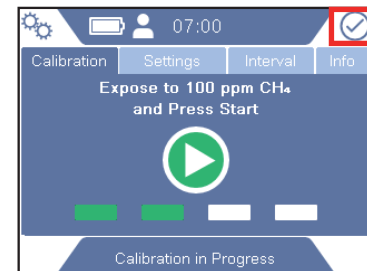 07:00
Calibration Settings Interval Info
Expose to 100 ppm CH₄
and Press Start
Calibration in Progress